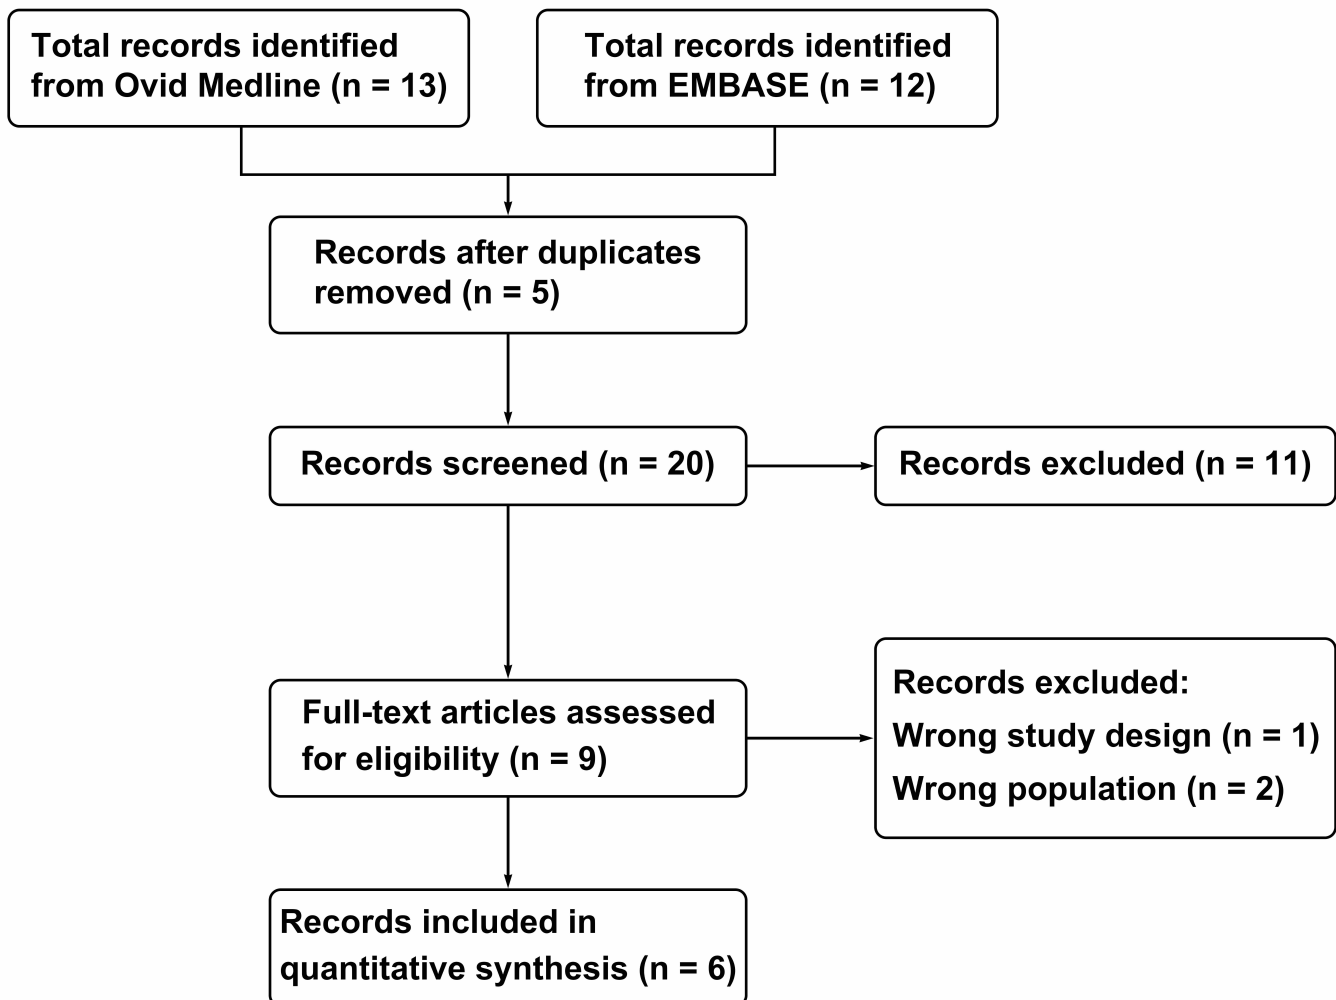 Total records identified
from Ovid Medline (n = 13)
Total records identified
from EMBASE (n = 12)
Records after duplicates
removed (n = 5)
Records screened (n = 20)
Records excluded (n = 11)
Full-text articles assessed
for eligibility (n = 9)
Records excluded:
Wrong study design (n = 1)
Wrong population (n = 2)
Records included in
quantitative synthesis (n = 6)